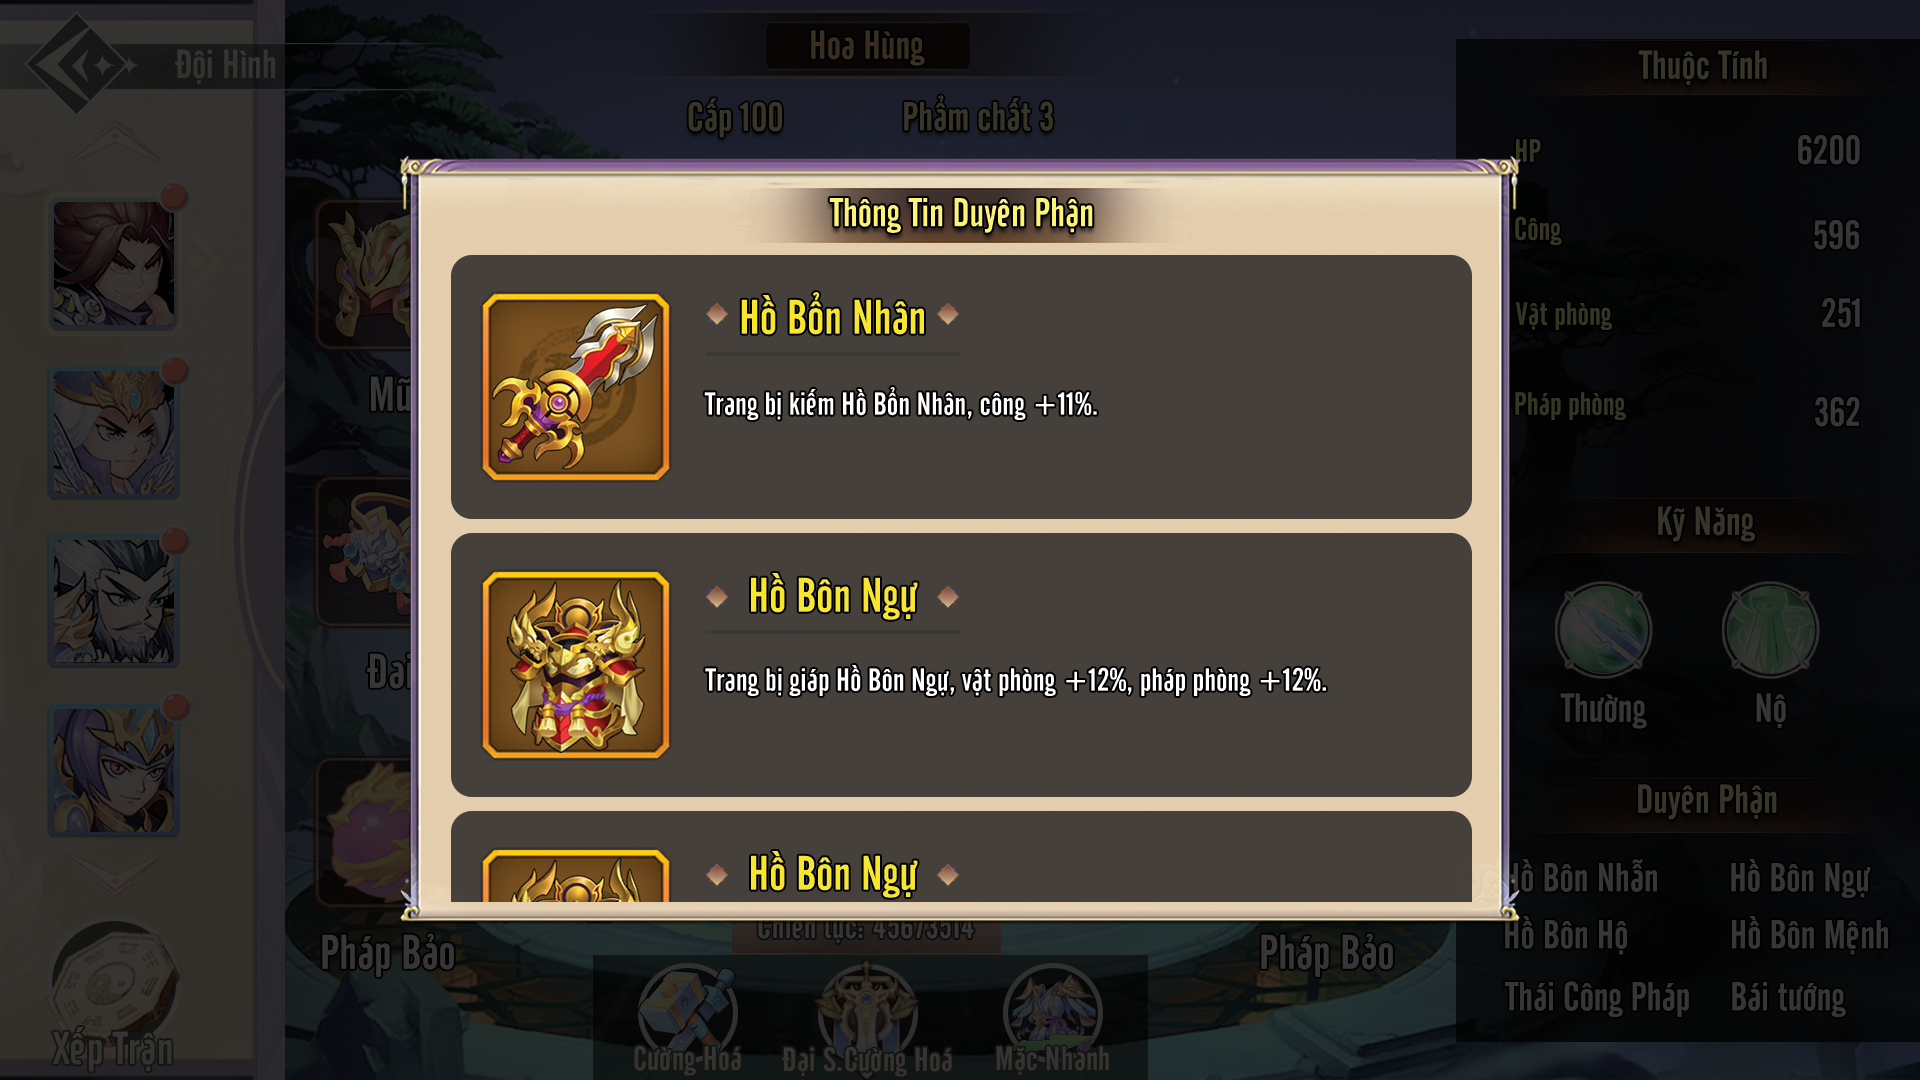 Đội Hình
Hoa Hùng
Cấp 100
Phẩm chất 3
Thuộc Tính
HP
6200
Công
596
Vật phòng
251
Pháp phòng
362
Thông Tin Duyên Phận
Hồ Bổn Nhân
Trang bị kiếm Hồ Bổn Nhân, công +11%.
Hồ Bôn Ngự
Trang bị giáp Hồ Bôn Ngự, vật phòng +12%, pháp phòng +12%.
Hồ Bôn Ngự
Kỹ Năng
Thường
Nộ
Duyên Phận
Hồ Bôn Nhẫn
Hồ Bôn Ngự
Hồ Bôn Hộ
Hồ Bôn Mệnh
Thái Công Pháp
Bái tướng
Pháp Bảo
Chiến lực: 45673514
Pháp Bảo
Xếp Trận
Cường Hoá
Đại S.Cường Hoá
Mặc Nhanh